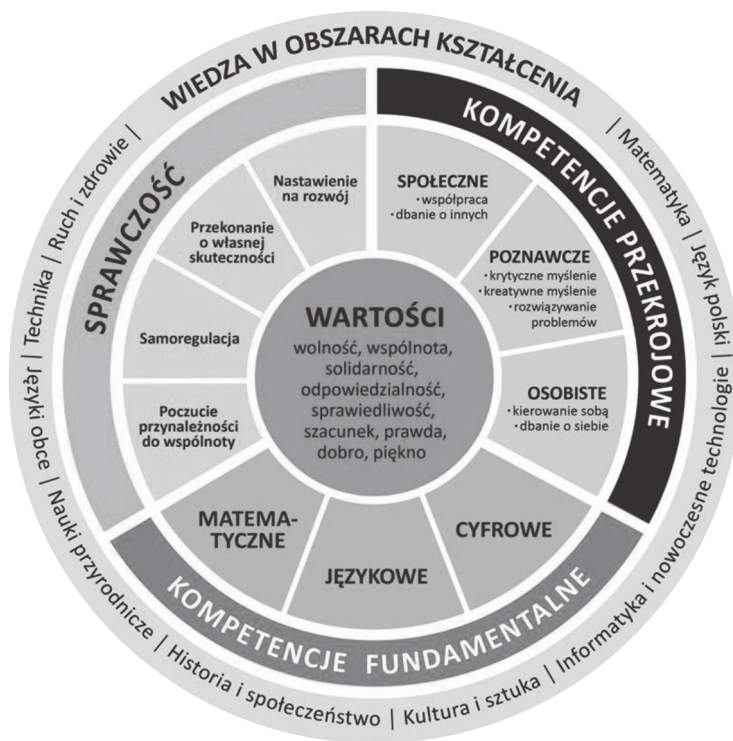 WIEDZA W OBSZARACH KSZTAŁCENIA
| Matematyka | Język polski | Informatyka i nowoczesne technologie | Kultura i sztuka | Historia i społeczeństwo | Nauki przyrodnicze | Języki obce | Technika | Ruch i zdrowie |
SPRAWCZOŚĆ
Nastawienie
na rozwój
Przekonanie
o własnej
skuteczności
Samoregulacja
Poczucie
przynależności
do wspólnoty
KOMPETENCJE PRZEKROJOWE
SPOŁECZNE
·współpraca
·dbanie o innych
POZNAWCZE
·krytyczne myślenie
·kreatywne myślenie
·rozwiązywanie
problemów
OSOBISTE
·kierowanie sobą
·dbanie o siebie
KOMPETENCJE FUNDAMENTALNE
MATEMA-
TYCZNE
JĘZYKOWE
CYFROWE
WARTOŚCI
wolność, wspólnota,
solidarność,
odpowiedzialność,
sprawiedliwość,
szacunek, prawda,
dobro, piękno